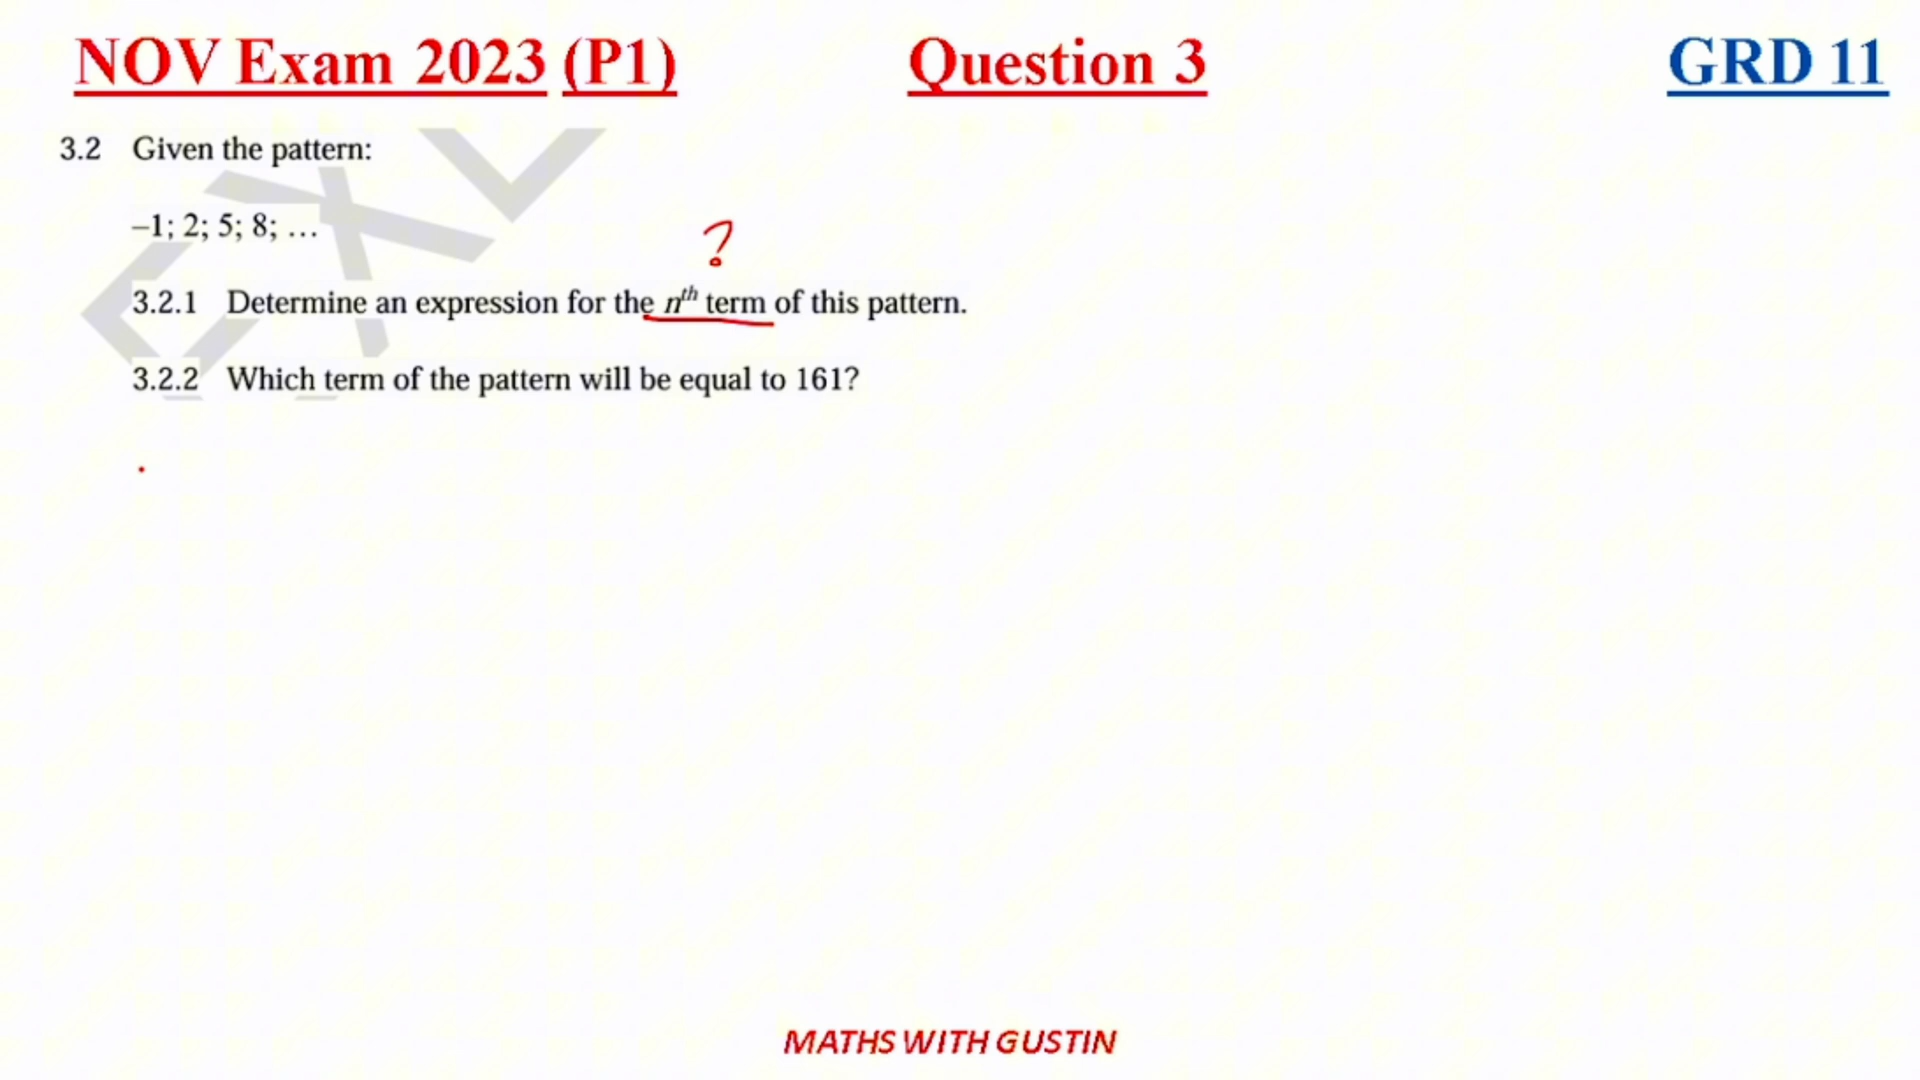 NOV Exam 2023 (P1) Question 3 GRD 11
3.2 Given the pattern:
–1; 2; 5; 8; …
?
3.2.1 Determine an expression for the nth term of this pattern.
3.2.2 Which term of the pattern will be equal to 161?
MATHS WITH GUSTIN